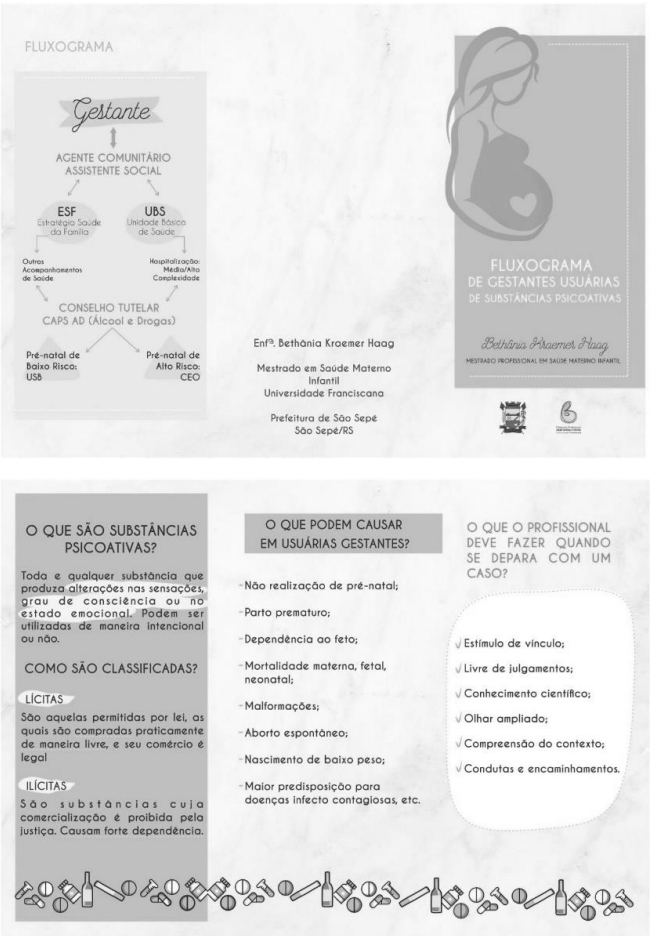 FLUXOGRAMA
Gestante
AGENTE COMUNITÁRIO
ASSISTENTE SOCIAL
ESF
Estratégia Saúde
da Família
UBS
Unidade Básica
de Saúde
Outros
Acompanhamentos
de Saúde
Hospitalização:
Média/Alta
Complexidade
CONSELHO TUTELAR
CAPS AD (Álcool e Drogas)
Pré-natal de
Baixo Risco:
USB
Pré-natal de
Alto Risco:
CEO
Enfª. Bethânia Kraemer Haag
Mestrado em Saúde Materno
Infantil
Universidade Franciscana
Prefeitura de São Sepé
São Sepé/RS
FLUXOGRAMA
DE GESTANTES USUÁRIAS
DE SUBSTÂNCIAS PSICOATIVAS
Bethânia Kraemer Haag
MESTRADO PROFISSIONAL EM SAÚDE MATERNO INFANTIL
O QUE SÃO SUBSTÂNCIAS
PSICOATIVAS?
Toda e qualquer substância que
produza alterações nas sensações,
grau de consciência ou no
estado emocional. Podem ser
utilizadas de maneira intencional
ou não.
COMO SÃO CLASSIFICADAS?
LÍCITAS
São aquelas permitidas por lei, as
quais são compradas praticamente
de maneira livre, e seu comércio é
legal
ILÍCITAS
São substâncias cuja
comercialização é proibida pela
justiça. Causam forte dependência.
O QUE PODEM CAUSAR
EM USUÁRIAS GESTANTES?
-Não realização de pré-natal;
-Parto prematuro;
-Dependência ao feto;
-Mortalidade materna, fetal,
neonatal;
-Malformações;
-Aborto espontâneo;
-Nascimento de baixo peso;
-Maior predisposição para
doenças infecto contagiosas, etc.
O QUE O PROFISSIONAL
DEVE FAZER QUANDO
SE DEPARA COM UM
CASO?
√ Estímulo de vínculo;
√ Livre de julgamentos;
√ Conhecimento científico;
√ Olhar ampliado;
√ Compreensão do contexto;
√ Condutas e encaminhamentos.